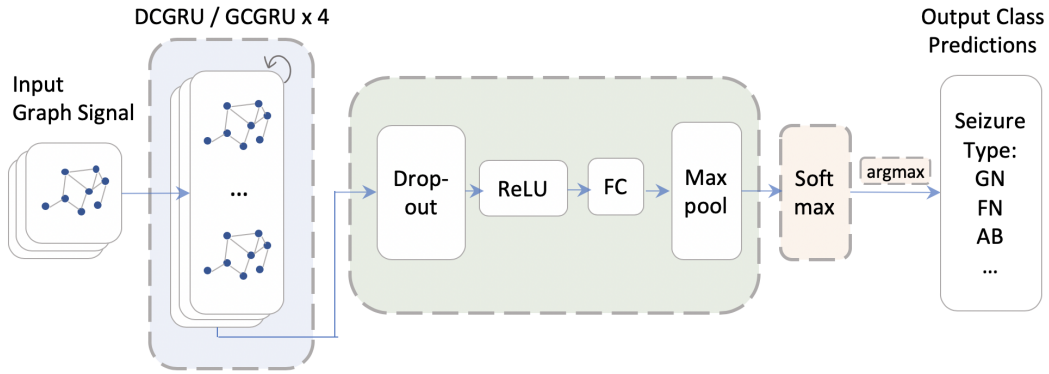 DCGRU / GCGRU x 4
Output Class
Predictions
Input
Graph Signal
...
...
Drop-
out
ReLU
FC
Max
pool
Soft
max
argmax
Seizure
Type:
GN
FN
AB
...